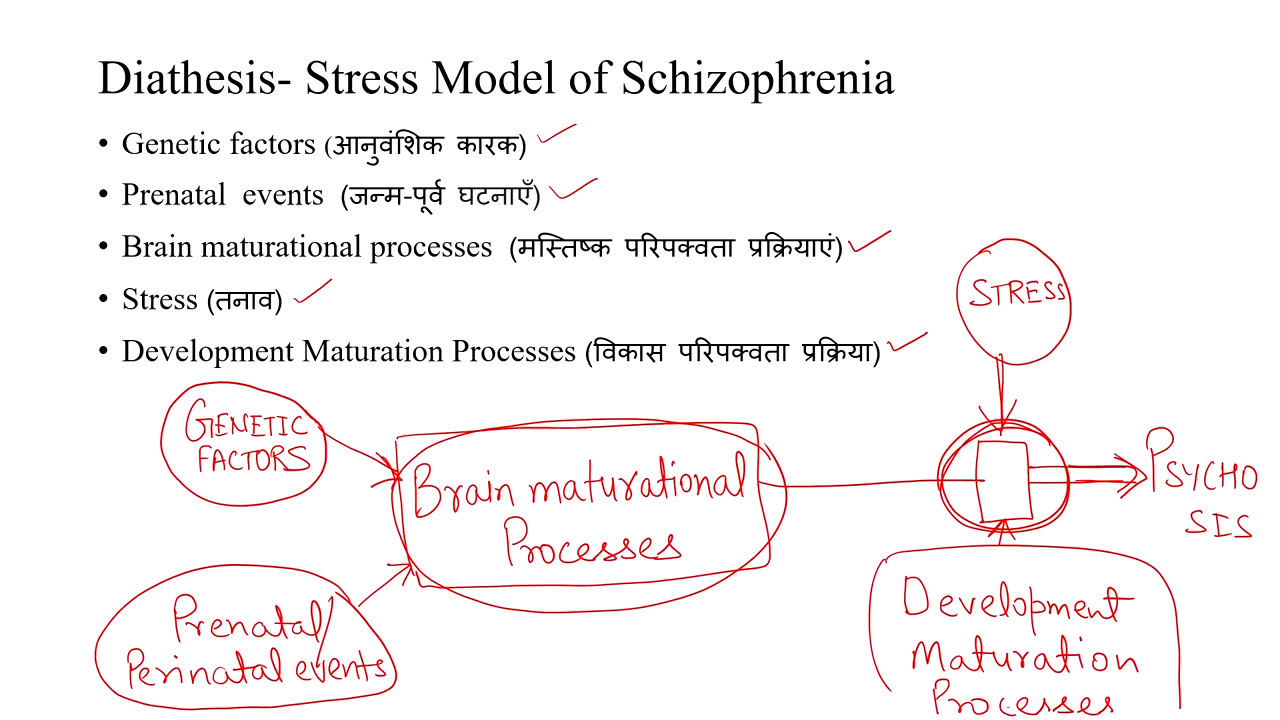 Diathesis- Stress Model of Schizophrenia
• Genetic factors (आनुवंशिक कारक)
• Prenatal events (जन्म-पूर्व घटनाएँ)
• Brain maturational processes (मस्तिष्क परिपक्वता प्रक्रियाएं)
• Stress (तनाव)
• Development Maturation Processes (विकास परिपक्वता प्रक्रिया)
STRESS
GENETIC
FACTORS
Brain maturational
Processes
PSYCHO
SIS
Prenatal/
Perinatal events
Development
Maturation
Processes